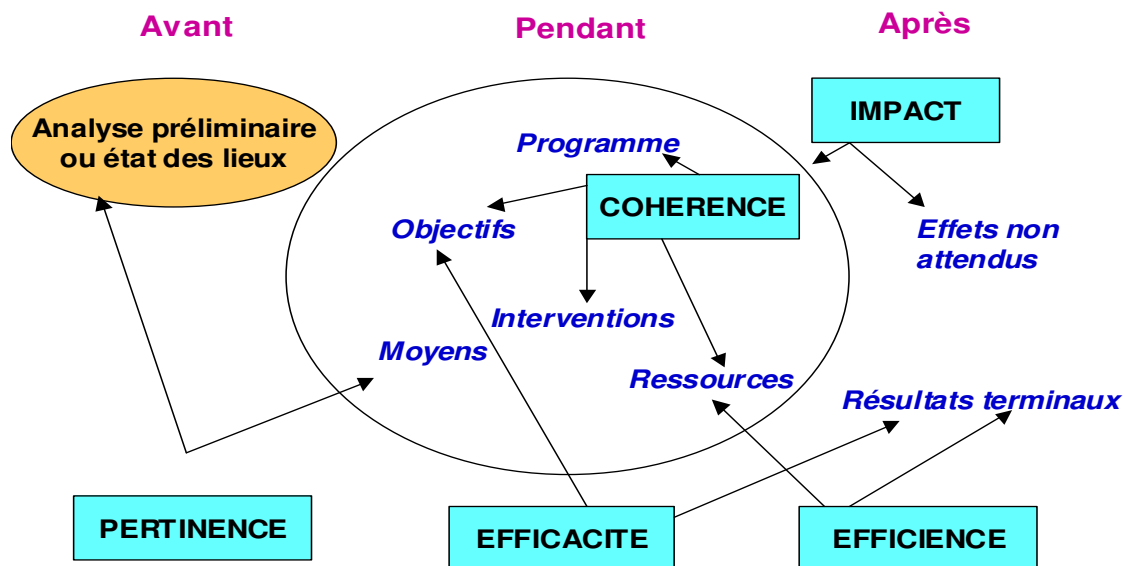 Avant
Pendant
Après
Analyse préliminaire
ou état des lieux
IMPACT
Programme
COHERENCE
Objectifs
Effets non
attendus
Interventions
Moyens
Ressources
Résultats terminaux
PERTINENCE
EFFICACITE
EFFICIENCE